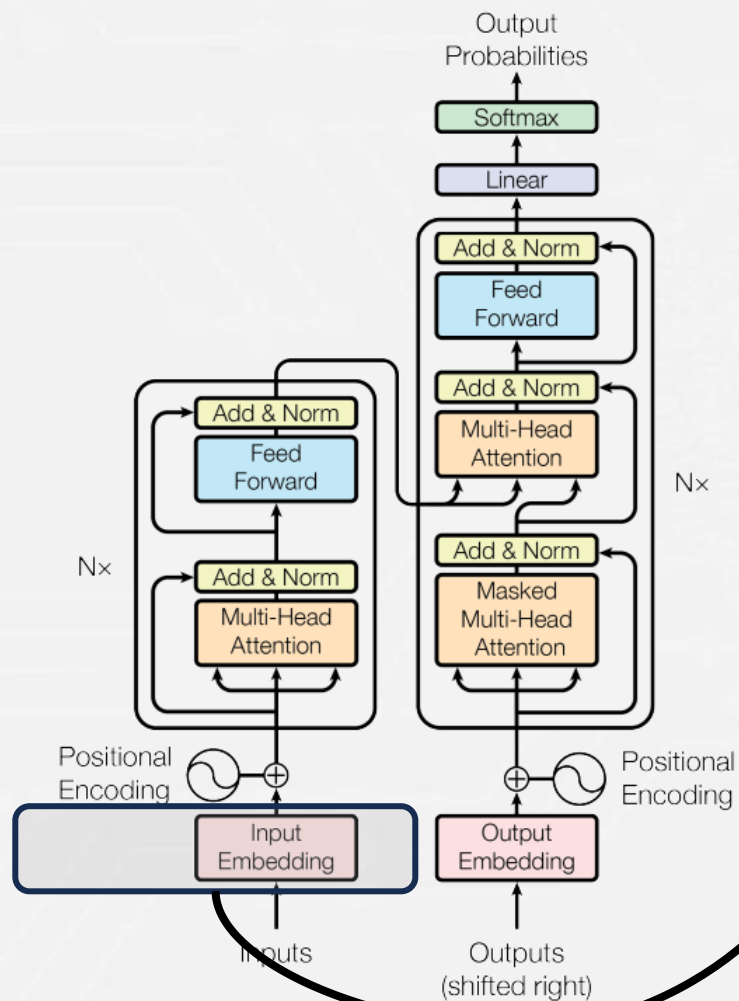 Output
Probabilities
Softmax
Linear
Add & Norm
Feed
Forward
Add & Norm
Multi-Head
Attention
Nx
Add & Norm
Masked
Multi-Head
Attention
Add & Norm
Feed
Forward
Nx
Add & Norm
Multi-Head
Attention
Positional
Encoding
Positional
Encoding
Input
Embedding
Output
Embedding
Inputs
Outputs
(shifted right)